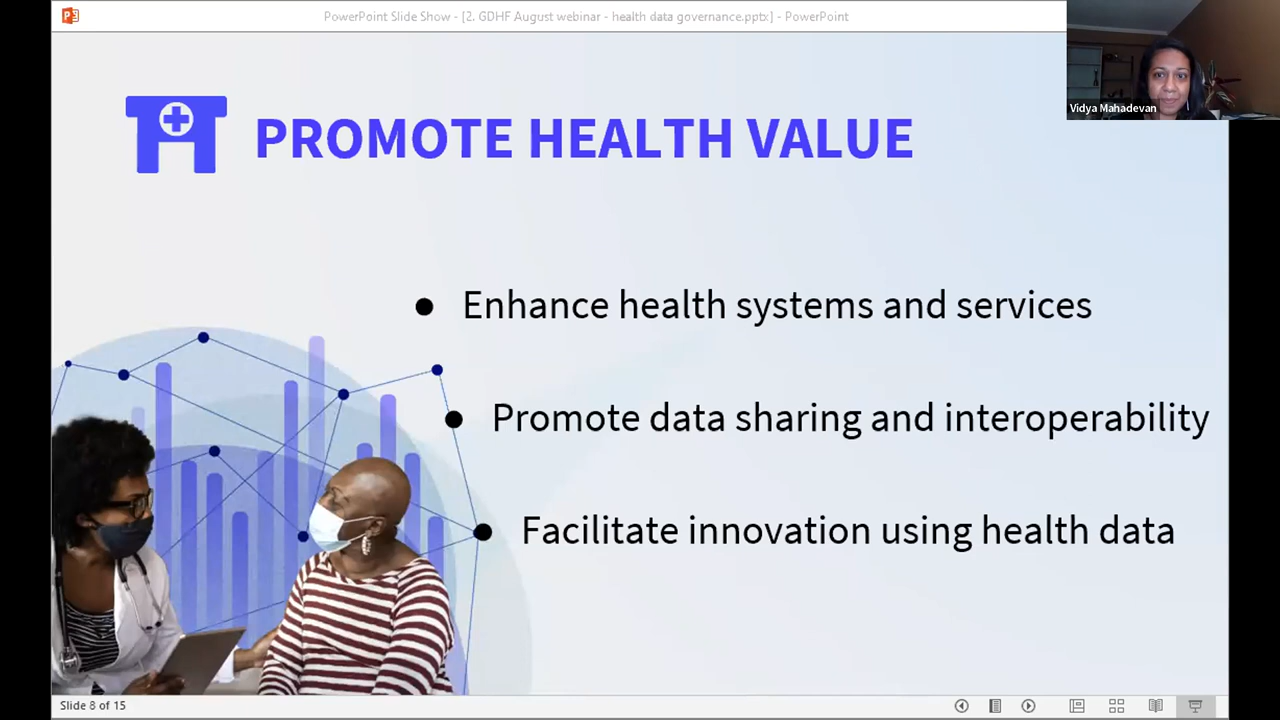 PowerPoint Slide Show - [2. GDHF August webinar - health data governance.pptx] - PowerPoint
Vidya Mahadevan
PROMOTE HEALTH VALUE
● Enhance health systems and services
● Promote data sharing and interoperability
● Facilitate innovation using health data
Slide 8 of 15